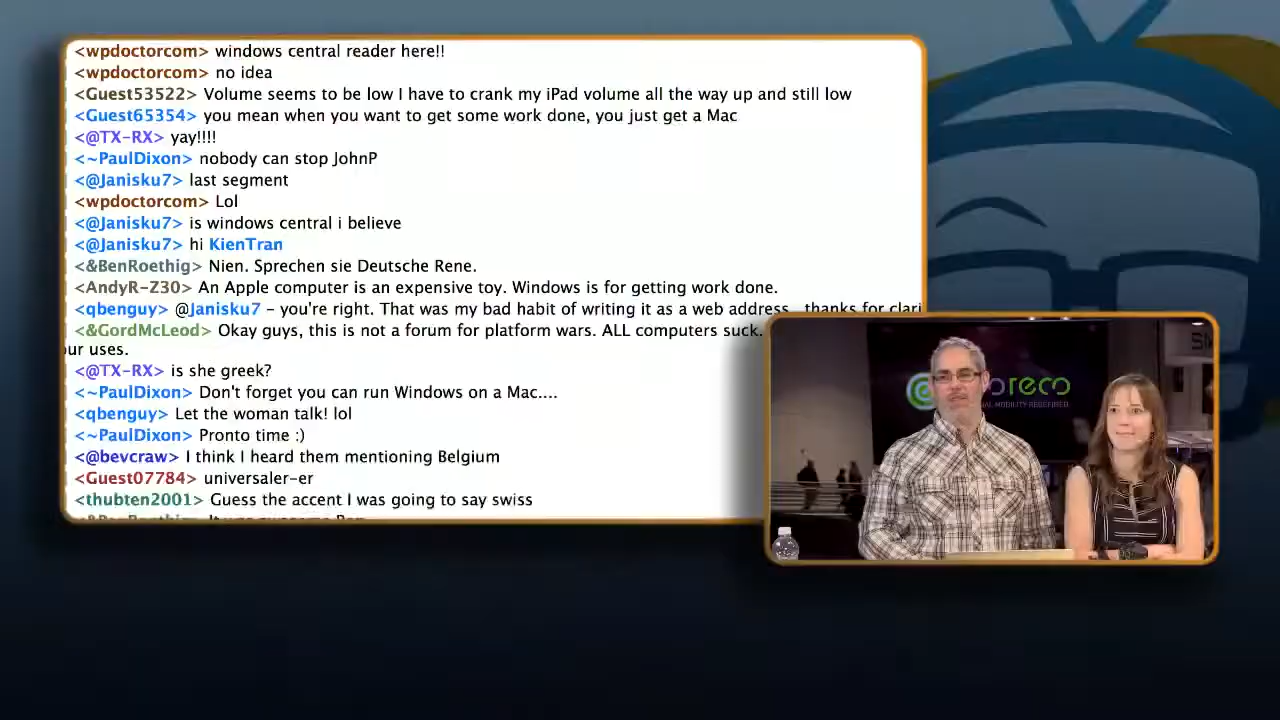 <wpdoctorcom> windows central reader here!!
<wpdoctorcom> no idea
<Guest53522> Volume seems to be low I have to crank my iPad volume all the way up and still low
<Guest65354> you mean when you want to get some work done, you just get a Mac
<@TX-RX> yay!!!!
<~PaulDixon> nobody can stop JohnP
<@Janisku7> last segment
<wpdoctorcom> Lol
<@Janisku7> is windows central i believe
<@Janisku7> hi KienTran
<&BenRoethig> Nien. Sprechen sie Deutsche Rene.
<AndyR-Z30> An Apple computer is an expensive toy. Windows is for getting work done.
<qbenguy> @Janisku7 - you're right. That was my bad habit of writing it as a web address.. thanks for clari
<&GordMcLeod> Okay guys, this is not a forum for platform wars. ALL computers suck.
our uses.
<@TX-RX> is she greek?
<~PaulDixon> Don't forget you can run Windows on a Mac....
<qbenguy> Let the woman talk! lol
<~PaulDixon> Pronto time :)
<@bevcraw> I think I heard them mentioning Belgium
<Guest07784> universaler-er
<thubten2001> Guess the accent I was going to say swiss
reco
MOBILITY REDEFINED